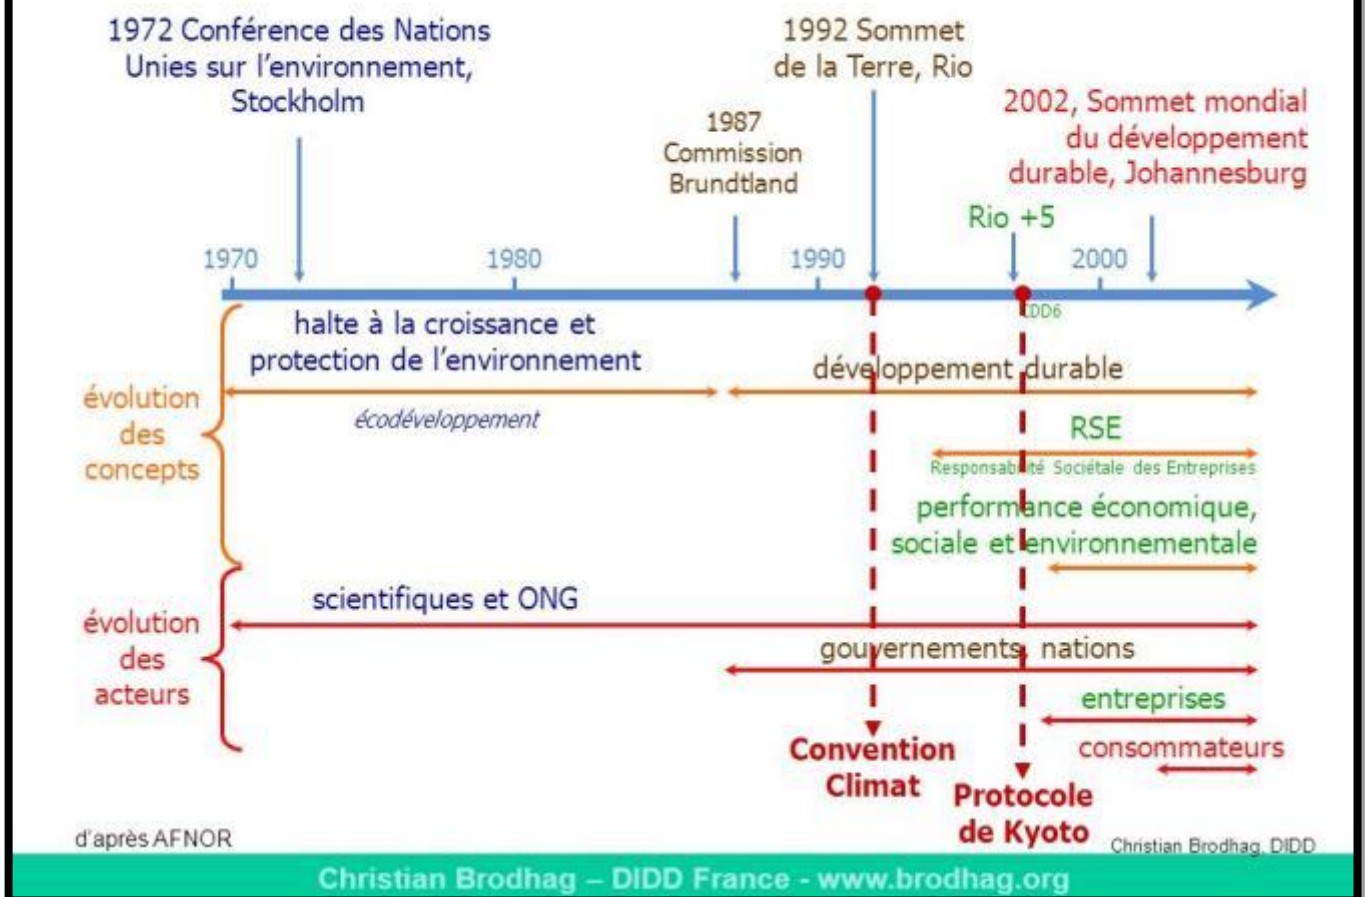 1972 Conférence des Nations
Unies sur l'environnement,
Stockholm
1987
Commission
Brundtland
1992 Sommet
de la Terre, Rio
Rio +5
2002, Sommet mondial
du développement
durable, Johannesburg
1970
1980
1990
2000
évolution
des
concepts
halte à la croissance et
protection de l'environnement
écodéveloppement
CDD6
développement durable
RSE
Responsabilité Sociétale des Entreprises
performance économique,
sociale et environnementale
évolution
des
acteurs
scientifiques et ONG
gouvernements, nations
entreprises
consommateurs
Convention
Climat
Protocole
de Kyoto
d'après AFNOR
Christian Brodhag, DIDD
Christian Brodhag – DIDD France - www.brodhag.org